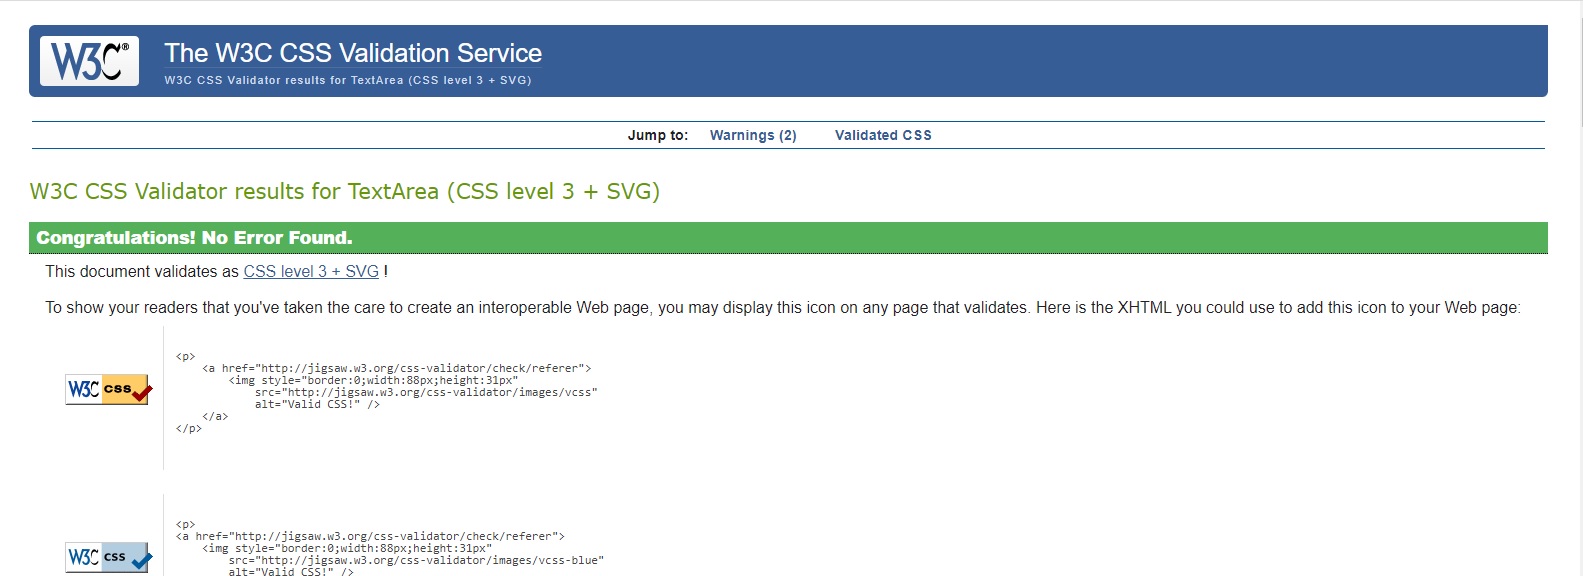 W3C®
The W3C CSS Validation Service
W3C CSS Validator results for TextArea (CSS level 3 + SVG)
Jump to: Warnings (2) Validated CSS
W3C CSS Validator results for TextArea (CSS level 3 + SVG)
Congratulations! No Error Found.
This document validates as CSS level 3 + SVG !
To show your readers that you've taken the care to create an interoperable Web page, you may display this icon on any page that validates. Here is the XHTML you could use to add this icon to your Web page:
W3C css
<p>
<a href="http://jigsaw.w3.org/css-validator/check/referer">
<img style="border:0;width:88px;height:31px"
src="http://jigsaw.w3.org/css-validator/images/vcss"
alt="Valid CSS!" />
</a>
</p>
W3C css
<p>
<a href="http://jigsaw.w3.org/css-validator/check/referer">
<img style="border:0;width:88px;height:31px"
src="http://jigsaw.w3.org/css-validator/images/vcss-blue"
alt="Valid CSS!" />